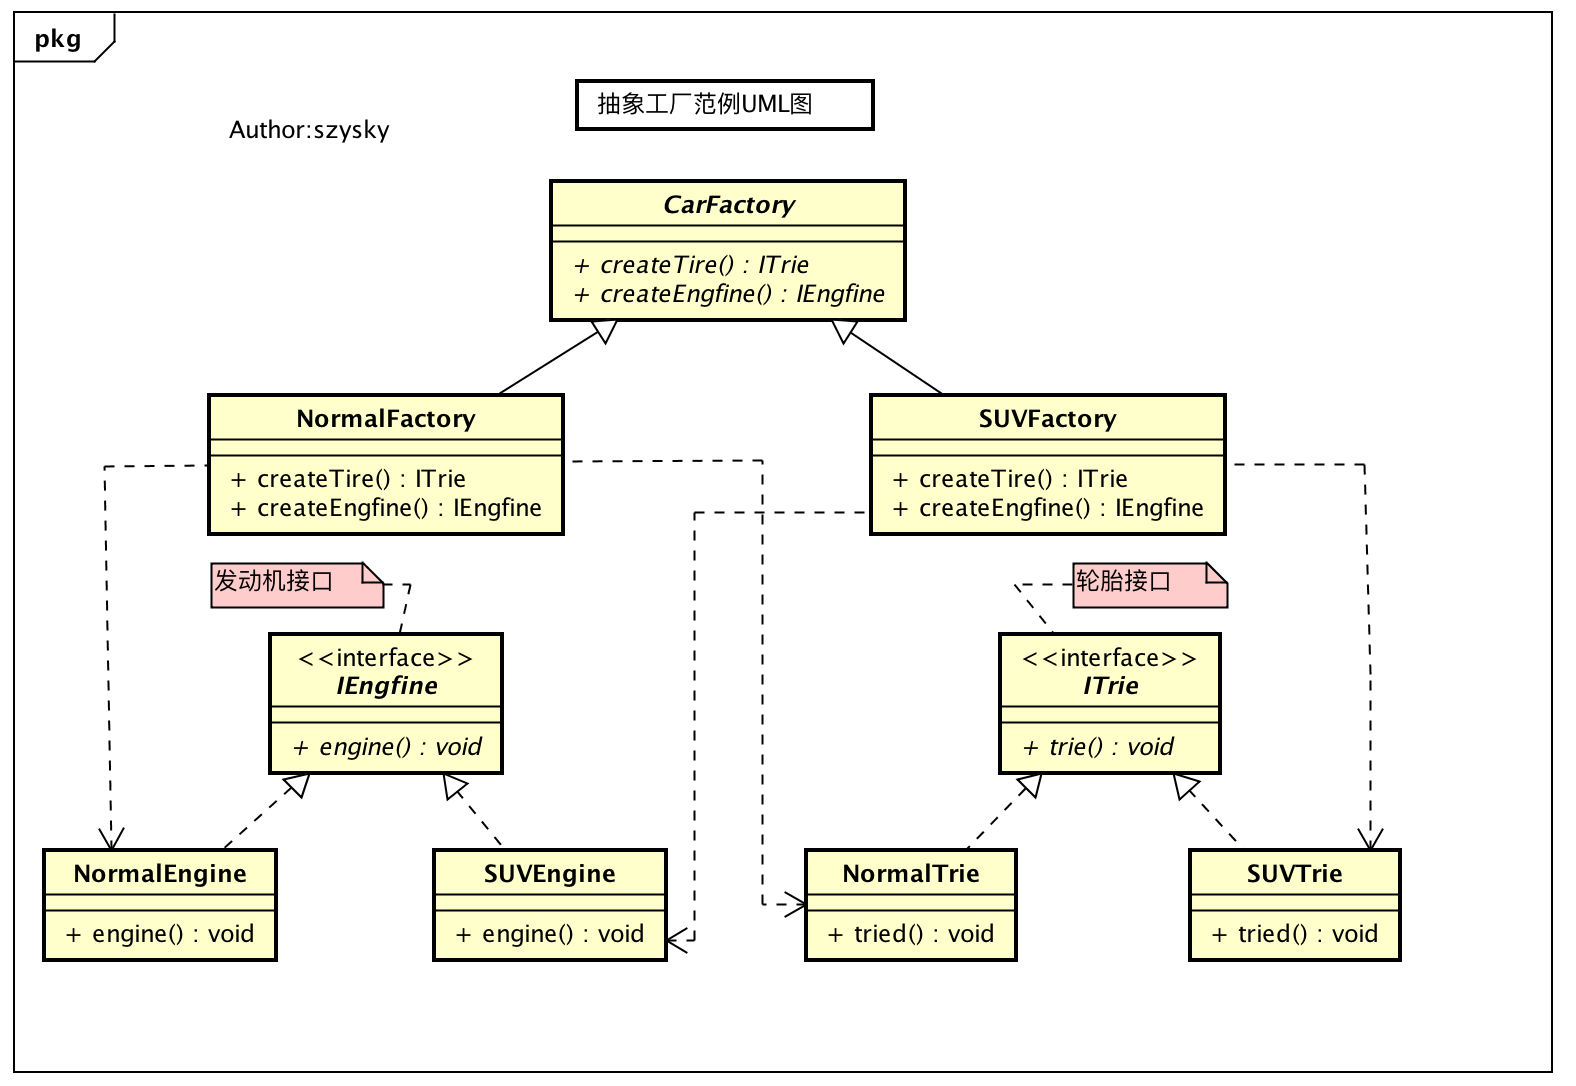 pkg
抽象工厂范例UML图
Author:szysky
CarFactory
+ createTire() : ITrie
+ createEngfine() : IEngfine
NormalFactory
+ createTire() : ITrie
+ createEngfine() : IEngfine
SUVFactory
+ createTire() : ITrie
+ createEngfine() : IEngfine
发动机接口
轮胎接口
<<interface>>
IEngfine
+ engine() : void
<<interface>>
ITrie
+ trie() : void
NormalEngine
+ engine() : void
SUVEngine
+ engine() : void
NormalTrie
+ tried() : void
SUVTrie
+ tried() : void